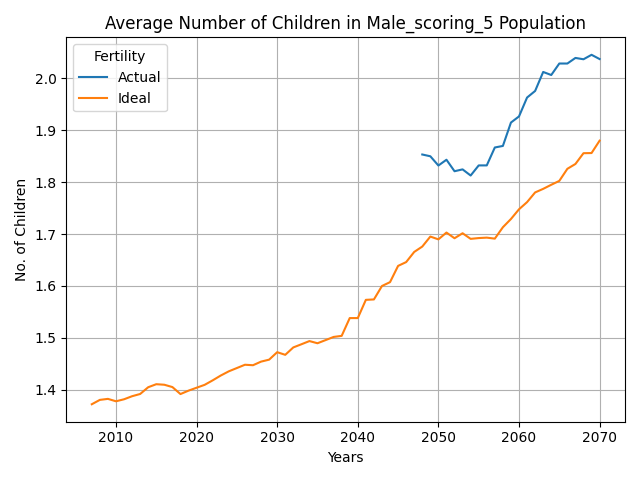 Average Number of Children in Male_scoring_5 Population
Fertility
Actual
Ideal
No. of Children
2.0
1.9
1.8
1.7
1.6
1.5
1.4
2010 2020 2030 2040 2050 2060 2070
Years